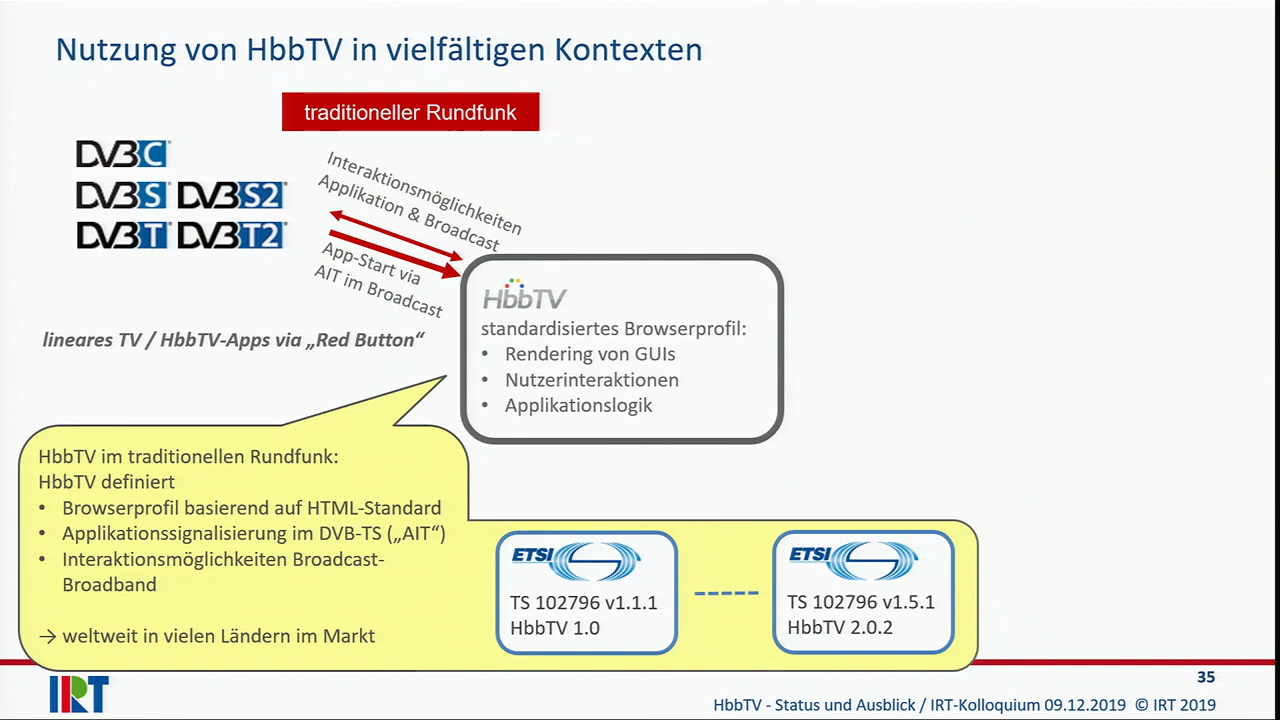 Nutzung von HbbTV in vielfältigen Kontexten
traditioneller Rundfunk
DVB C
DVB S DVB S2
DVB T DVB T2
Interaktionsmöglichkeiten
Applikation & Broadcast
App-Start via
AIT im Broadcast
lineares TV / HbbTV-Apps via „Red Button“
HbbTV
standardisiertes Browserprofil:
• Rendering von GUIs
• Nutzerinteraktionen
• Applikationslogik
HbbTV im traditionellen Rundfunk:
HbbTV definiert
• Browserprofil basierend auf HTML-Standard
• Applikationssignalisierung im DVB-TS („AIT“)
• Interaktionsmöglichkeiten Broadcast-
Broadband
→ weltweit in vielen Ländern im Markt
ETSI
TS 102796 v1.1.1
HbbTV 1.0
ETSI
TS 102796 v1.5.1
HbbTV 2.0.2
IRT
35
HbbTV - Status und Ausblick / IRT-Kolloquium 09.12.2019 © IRT 2019